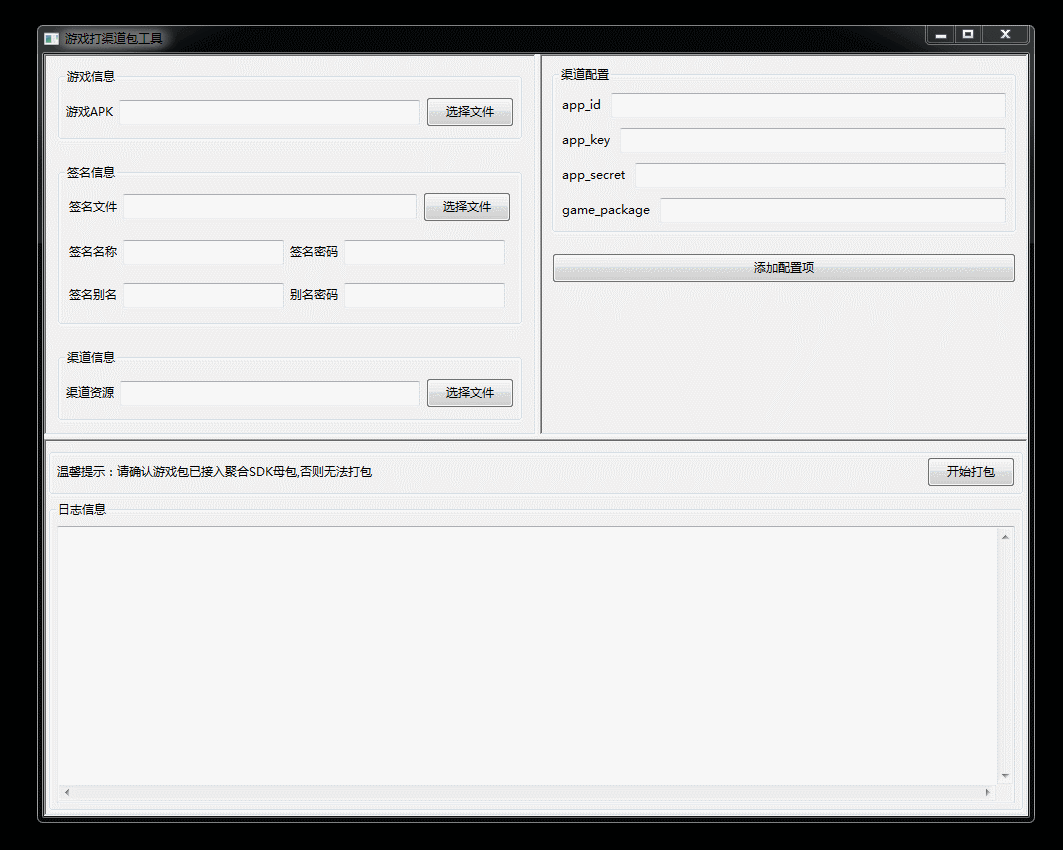 游戏打渠道包工具
游戏信息
游戏APK 选择文件
签名信息
签名文件 选择文件
签名名称 签名密码
签名别名 别名密码
渠道信息
渠道资源 选择文件
渠道配置
app_id
app_key
app_secret
game_package
添加配置项
温馨提示：请确认游戏包已接入聚合SDK母包,否则无法打包 开始打包
日志信息